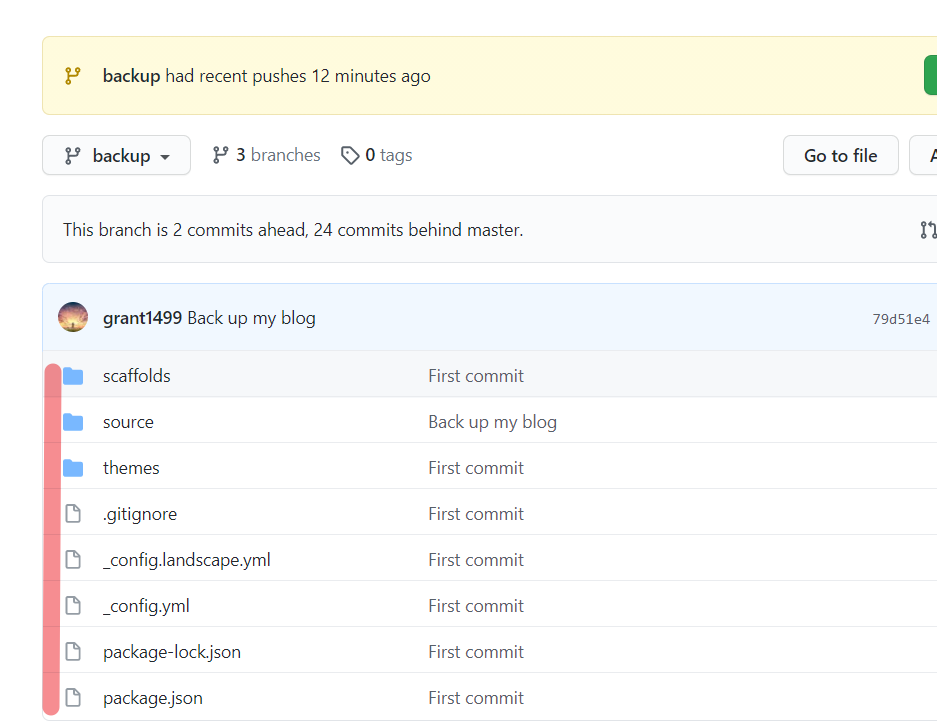 backup had recent pushes 12 minutes ago
backup 3 branches 0 tags Go to file
This branch is 2 commits ahead, 24 commits behind master.
grant1499 Back up my blog 79d51e4
scaffolds First commit
source Back up my blog
themes First commit
.gitignore First commit
_config.landscape.yml First commit
_config.yml First commit
package-lock.json First commit
package.json First commit